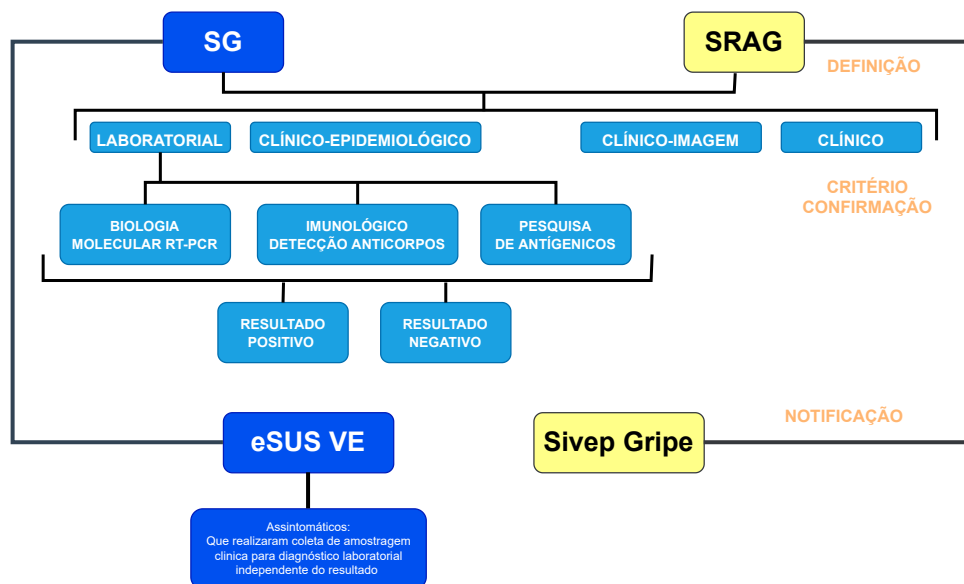 SG
SRAG
DEFINIÇÃO
LABORATORIAL
CLÍNICO-EPIDEMIOLÓGICO
CLÍNICO-IMAGEM
CLÍNICO
CRITÉRIO
CONFIRMAÇÃO
BIOLOGIA
MOLECULAR RT-PCR
IMUNOLÓGICO
DETECÇÃO ANTICORPOS
PESQUISA
DE ANTÍGENICOS
RESULTADO
POSITIVO
RESULTADO
NEGATIVO
NOTIFICAÇÃO
eSUS VE
Sivep Gripe
Assintomáticos:
Que realizaram coleta de amostragem
clinica para diagnóstico laboratorial
independente do resultado